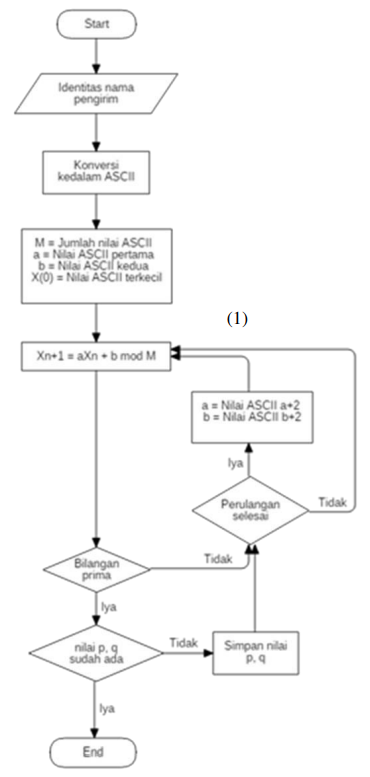 Start
Identitas nama
pengirim
Konversi
kedalam ASCII
M = Jumlah nilai ASCII
a = Nilai ASCII pertama
b = Nilai ASCII kedua
X(0) = Nilai ASCII terkecil
(1)
Xn+1 = aXn + b mod M
a = Nilai ASCII a+2
b = Nilai ASCII b+2
Iya
Perulangan
selesai
Tidak
Bilangan
prima
Tidak
Iya
nilai p, q
sudah ada
Tidak
Simpan nilai
p, q
Iya
End